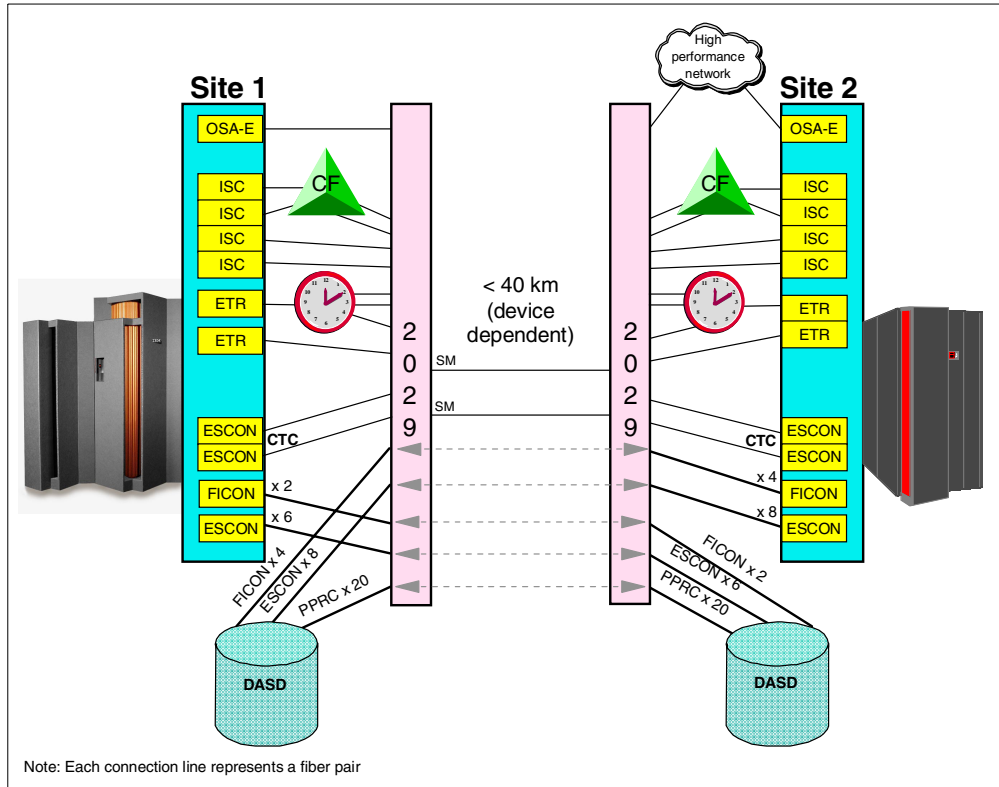 High
performance
network
Site 1
Site 2
OSA-E
OSA-E
ISC
ISC
ISC
ISC
CF
CF
ISC
ISC
ISC
ISC
ETR
ETR
ETR
ETR
< 40 km
(device
dependent)
2
0
2
9
2
0
2
9
SM
SM
ESCON
CTC
ESCON
ESCON
CTC
ESCON
FICON
x 2
x 4
FICON
ESCON
x 6
x 8
ESCON
FICON x 4
ESCON x 8
PPRC x 20
FICON x 2
ESCON x 6
PPRC x 20
DASD
DASD
Note: Each connection line represents a fiber pair